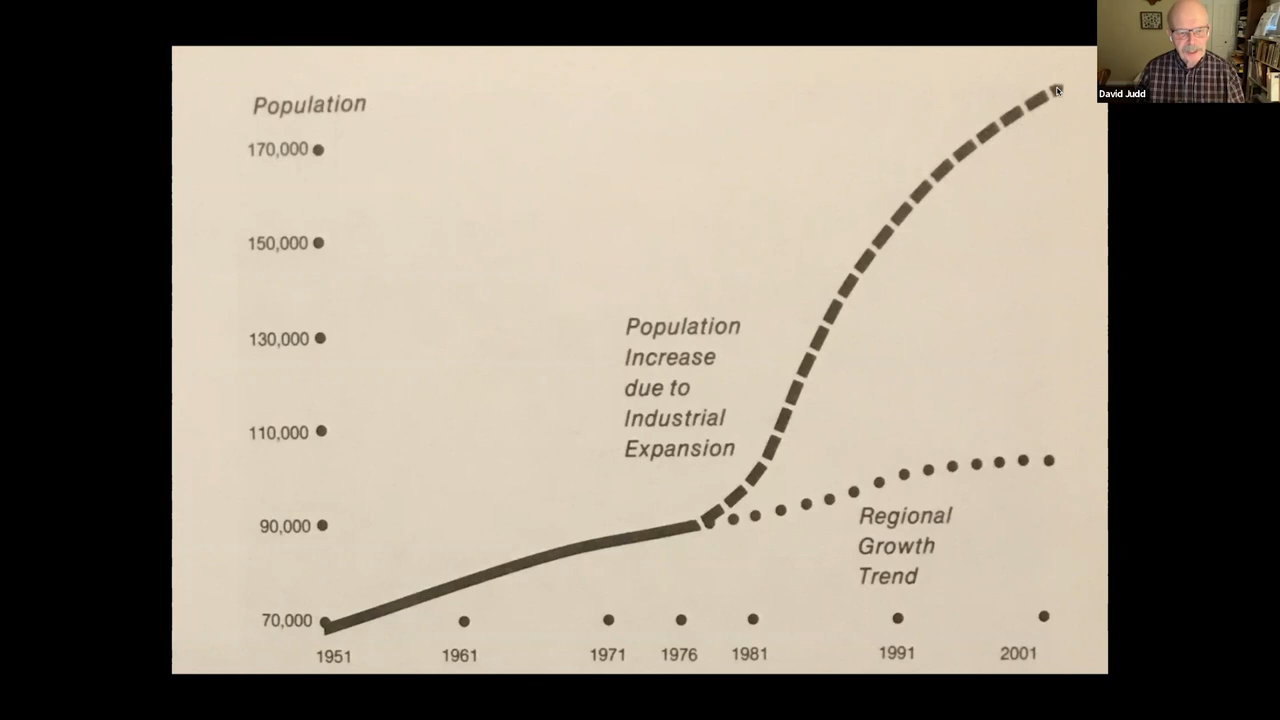 Population
170,000
150,000
130,000
110,000
90,000
70,000
Population
Increase
due to
Industrial
Expansion
Regional
Growth
Trend
1951 1961 1971 1976 1981 1991 2001
David Judd